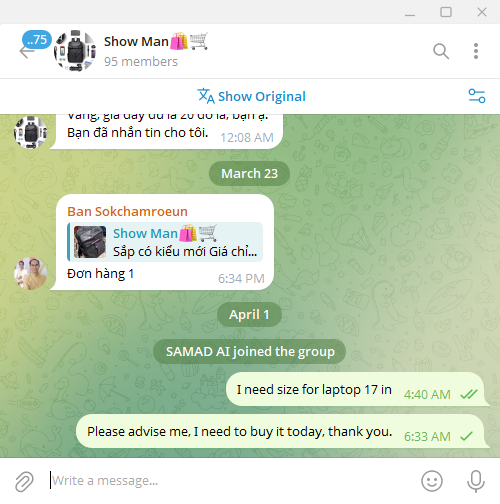 ..75
Show Man🛍🛒
95 members
Show Original
Vâng, giá đầy đủ là 20 đô la, bạn ạ.
Bạn đã nhắn tin cho tôi.
12:08 AM
March 23
Ban Sokchamroeun
Show Man🛍🛒
Sắp có kiểu mới Giá chỉ...
Đơn hàng 1
6:34 PM
April 1
SAMAD AI joined the group
I need size for laptop 17 in
4:40 AM
Please advise me, I need to buy it today, thank you.
6:33 AM
Write a message...